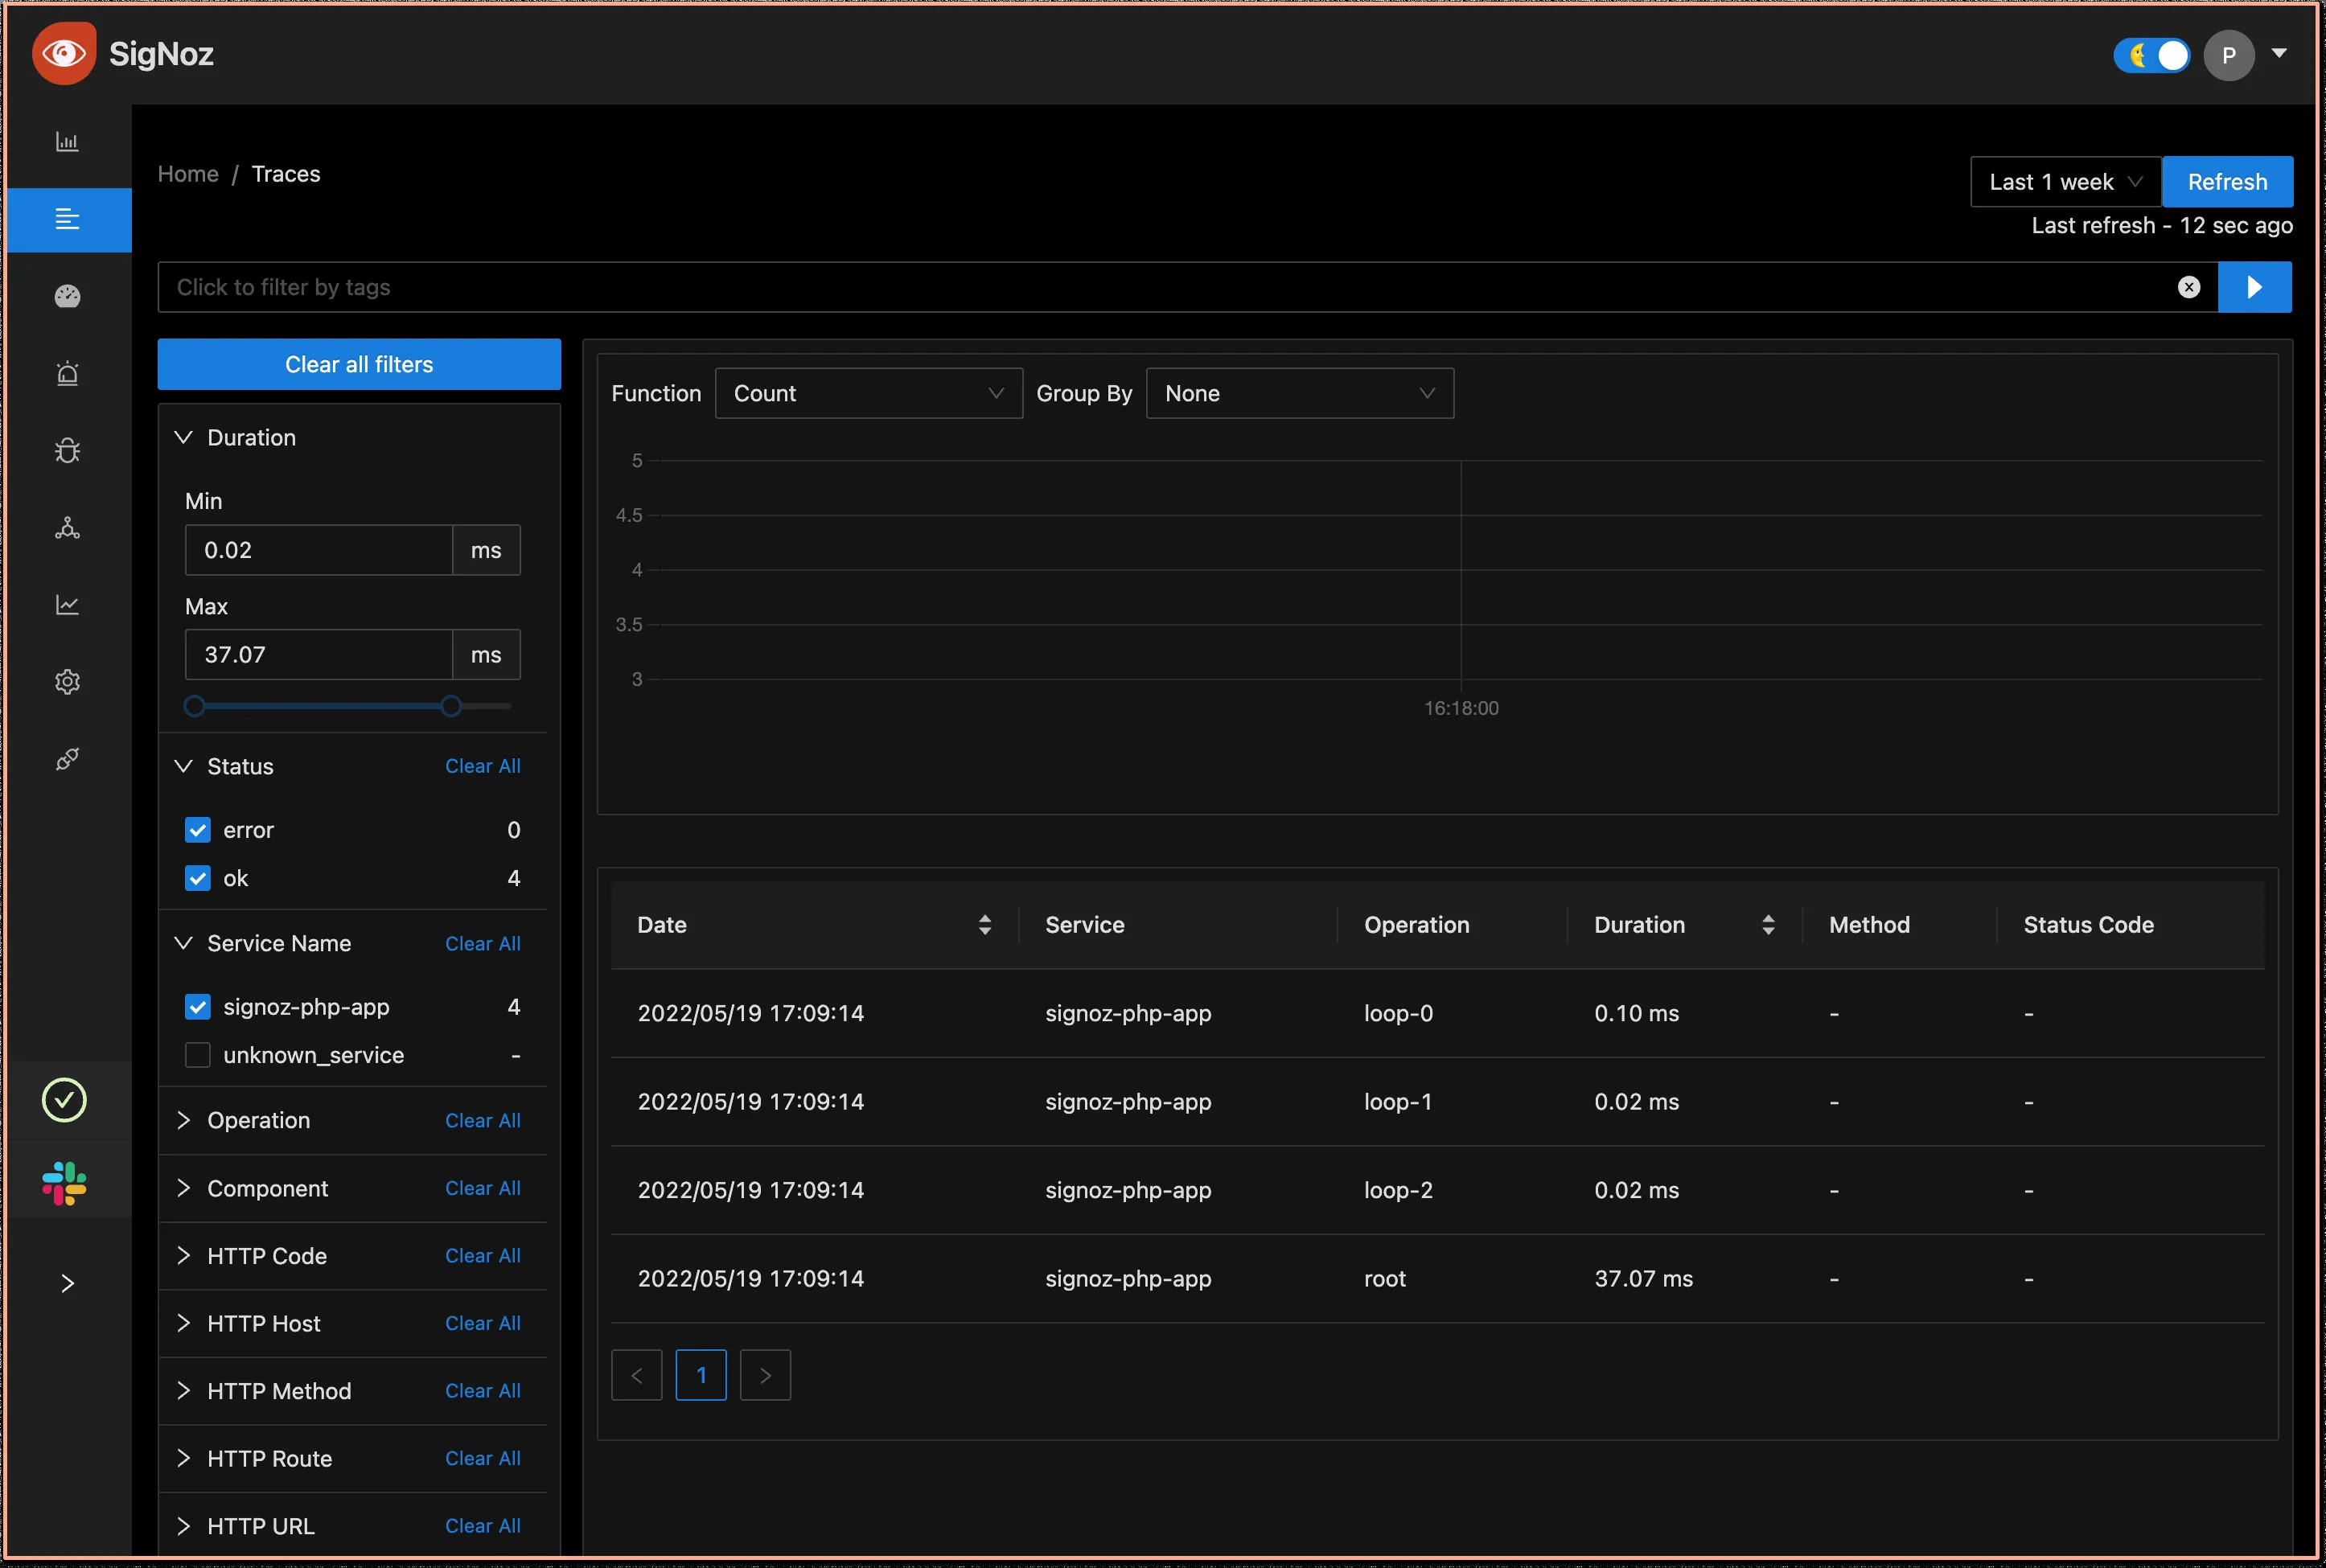 SigNoz
P
Home / Traces
Last 1 week
Refresh
Last refresh - 12 sec ago
Click to filter by tags
Clear all filters
Duration
Min
0.02 ms
Max
37.07 ms
Status Clear All
error 0
ok 4
Service Name Clear All
signoz-php-app 4
unknown_service -
Operation Clear All
Component Clear All
HTTP Code Clear All
HTTP Host Clear All
HTTP Method Clear All
HTTP Route Clear All
HTTP URL Clear All
Function Count Group By None
5
4.5
4
3.5
3
16:18:00
Date Service Operation Duration Method Status Code
2022/05/19 17:09:14 signoz-php-app loop-0 0.10 ms - -
2022/05/19 17:09:14 signoz-php-app loop-1 0.02 ms - -
2022/05/19 17:09:14 signoz-php-app loop-2 0.02 ms - -
2022/05/19 17:09:14 signoz-php-app root 37.07 ms - -
< 1 >